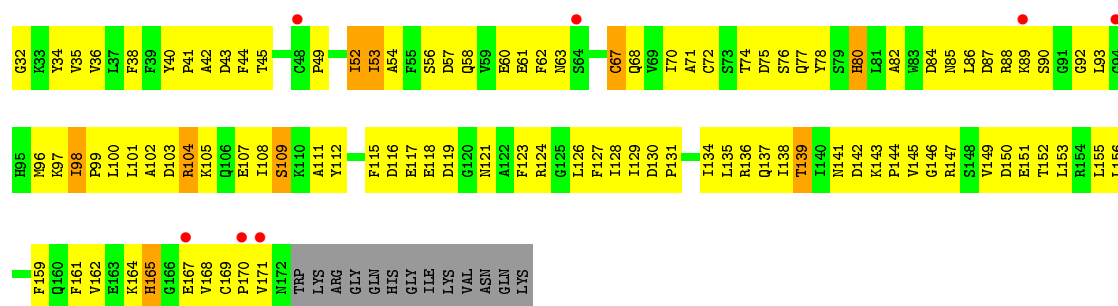 G32 K33 Y34 V35 V36 L37 F38 F39 Y40 P41 A42 D43 F44 T45 C48 P49 I52 I53 A54 F55 S56 D57 Q58 V59 E60 E61 F62 N63 S64 C67 Q68 V69 I70 A71 C72 S73 T74 D75 S76 Q77 Y78 S79 H80 L81 A82 W83 D84 N85 L86 D87 R88 K89 S90 G91 G92 L93 G94
H95 M96 K97 I98 P99 L100 L101 A102 D103 R104 K105 Q106 E107 I108 S109 K110 A111 Y112 F115 D116 E117 E118 D119 G120 N121 A122 F123 R124 G125 L126 F127 I128 I129 D130 P131 I134 L135 R136 Q137 I138 T139 I140 N141 D142 K143 P144 V145 G146 R147 S148 V149 D150 E151 T152 L153 R154 L155 L156
F159 Q160 F161 V162 E163 K164 H165 G166 E167 V168 C169 P170 V171 N172 TRP LYS ARG GLY GLN HIS GLY ILE LYS VAL ASN GLN LYS